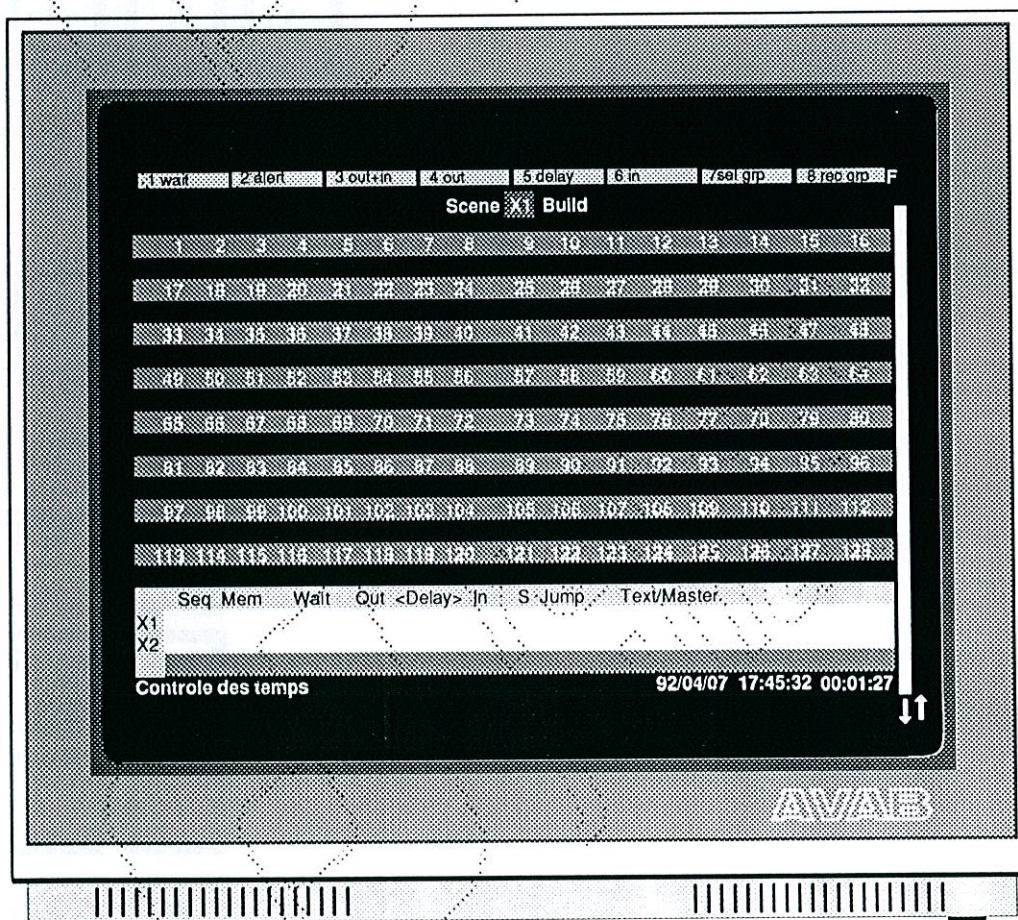 1 wait 2 alert 3 out+in 4 out 5 delay 6 in 7sel grp 8 rec grp F
Scene X1 Build
1 2 3 4 5 6 7 8 9 10 11 12 13 14 15 16
17 18 19 20 21 22 23 24 25 26 27 28 29 30 31 32
33 34 35 36 37 38 39 40 41 42 43 44 45 46 47 48
49 50 51 52 53 54 55 56 57 58 59 60 61 62 63 64
65 66 67 68 69 70 71 72 73 74 75 76 77 78 79 80
81 82 83 84 85 86 87 88 89 90 91 92 93 94 95 96
97 98 99 100 101 102 103 104 105 106 107 108 109 110 111 112
113 114 115 116 117 118 119 120 121 122 123 124 125 126 127 128
Seq Mem Wait Out <Delay> In S Jump Text/Master
X1
X2
Controle des temps 92/04/07 17:45:32 00:01:27
AVAB